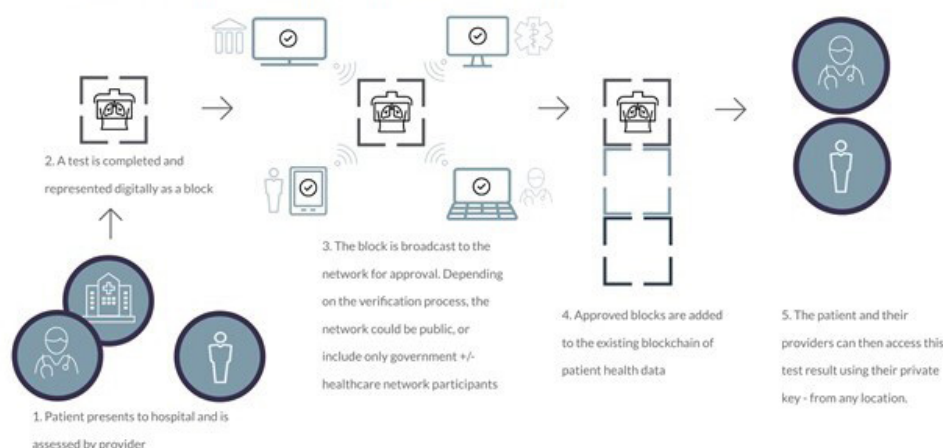 1. Patient presents to hospital and is
assessed by provider
2. A test is completed and
represented digitally as a block
3. The block is broadcast to the
network for approval. Depending
on the verification process, the
network could be public, or
include only government +/-
healthcare network participants
4. Approved blocks are added
to the existing blockchain of
patient health data
5. The patient and their
providers can then access this
test result using their private
key - from any location.